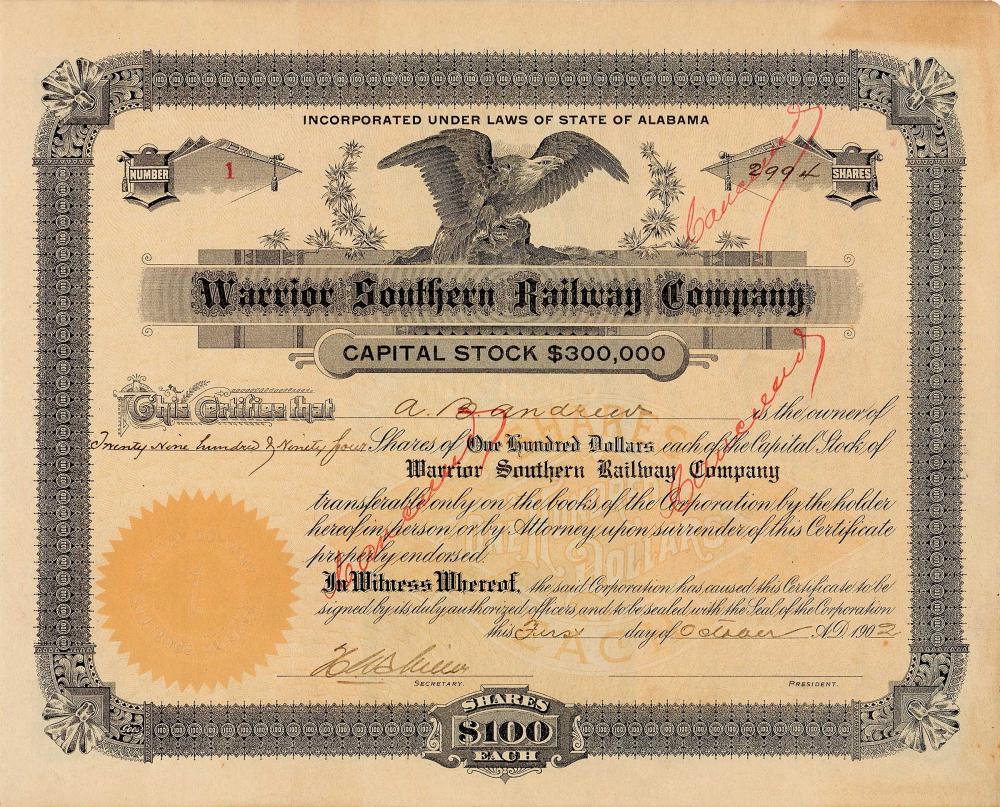 INCORPORATED UNDER LAWS OF STATE OF ALABAMA
NUMBER 1 2994 SHARES
Cancelled
Warrior Southern Railway Company
CAPITAL STOCK $300,000
This Certifies that A. B. Andrews is the owner of
Twenty Nine hundred & Ninety four Shares of One Hundred Dollars each of the Capital Stock of
Warrior Southern Railway Company
transferable only on the books of the Corporation by the holder
hereof in person or by Attorney upon surrender of this Certificate
properly endorsed.
Cancelled
Cancelled
In Witness Whereof, the said Corporation has caused this Certificate to be
signed by its duly authorized officers and to be sealed with the Seal of the Corporation
this First day of October A.D. 1902
SECRETARY. PRESIDENT.
SHARES
$100
EACH